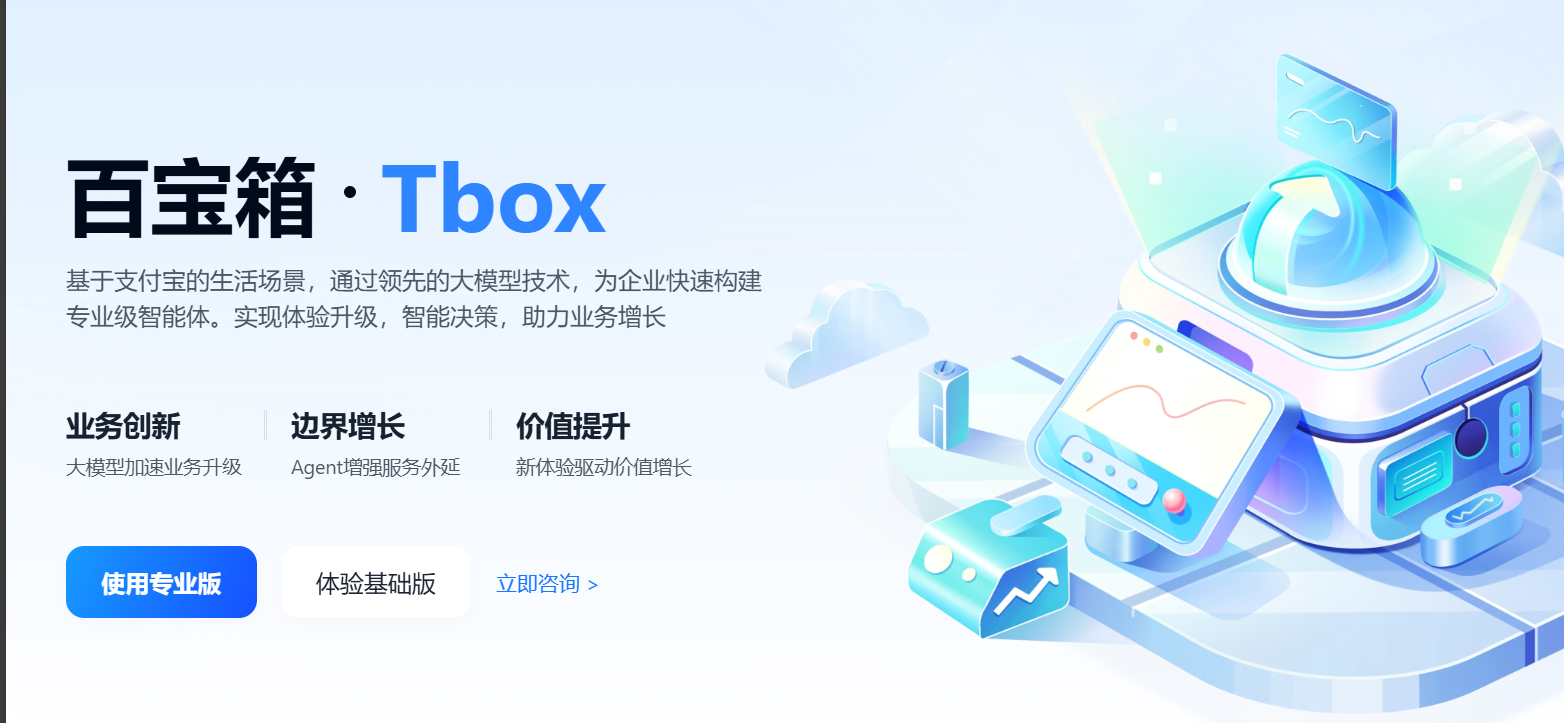 百宝箱 · Tbox
基于支付宝的生活场景，通过领先的大模型技术，为企业快速构建
专业级智能体。实现体验升级，智能决策，助力业务增长
业务创新
大模型加速业务升级
边界增长
Agent增强服务外延
价值提升
新体验驱动价值增长
使用专业版
体验基础版
立即咨询 >